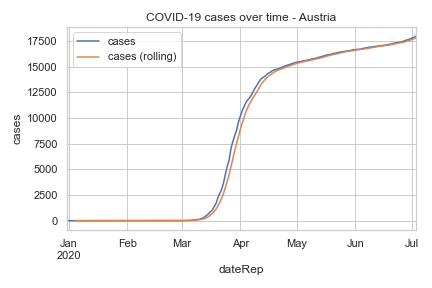 COVID-19 cases over time - Austria
cases
cases (rolling)
17500
15000
12500
10000
7500
5000
2500
0
cases
Jan Feb Mar Apr May Jun Jul
2020
dateRep